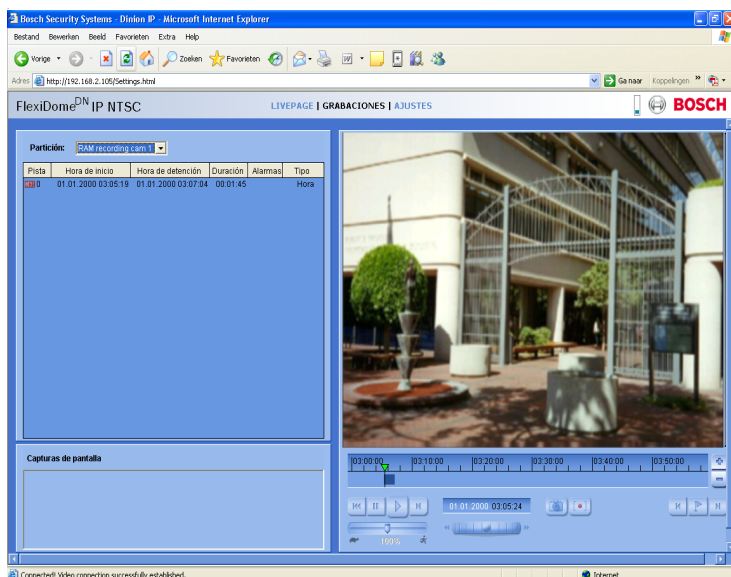 Bosch Security Systems - Dinion IP - Microsoft Internet Explorer
Bestand Bewerken Beeld Favorieten Extra Help
Vorige Zoeken Favorieten
Adres http://192.168.2.105/Settings.html Ga naar Koppelingen »
FlexiDome DN IP NTSC LIVEPAGE | GRABACIONES | AJUSTES BOSCH
Partición: RAM recording cam 1
Pista Hora de inicio Hora de detención Duración Alarmas Tipo
0 01.01.2000 03:05:19 01.01.2000 03:07:04 00:01:45 Hora
Capturas de pantalla
03:00:00 03:10:00 03:20:00 03:30:00 03:40:00 03:50:00
01.01.2000 03:05:24
100%
Connected! Video connection successfully established. Internet